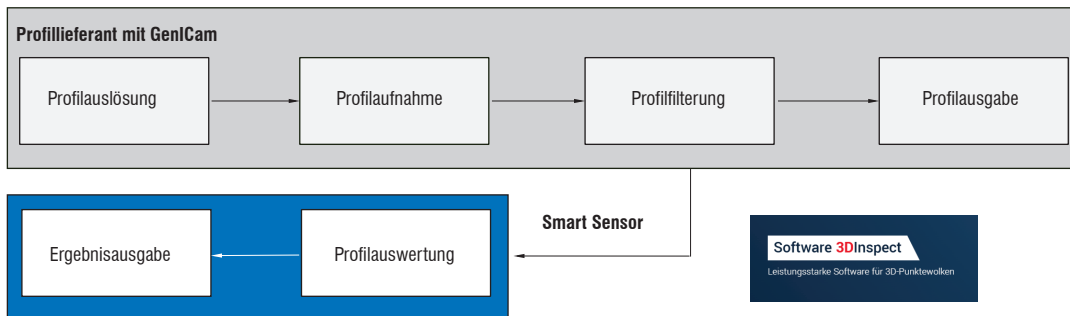 Profillieferant mit GenICam
Profilauslösung
Profilaufnahme
Profilfilterung
Profilausgabe
Ergebnisausgabe
Profilauswertung
Smart Sensor
Software 3DInspect
Leistungsstarke Software für 3D-Punktewolken